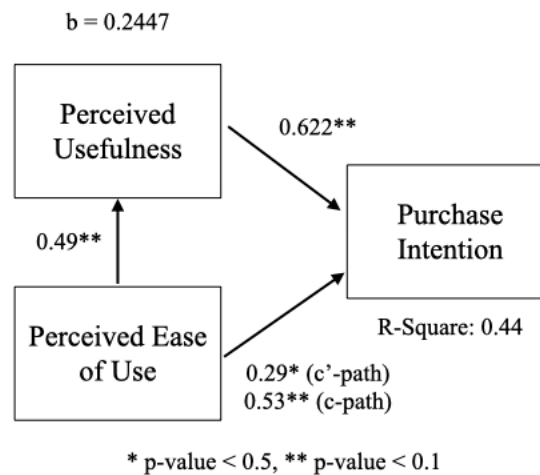 b = 0.2447
Perceived
Usefulness
0.622**
Purchase
Intention
0.49**
R-Square: 0.44
Perceived Ease
of Use
0.29* (c’-path)
0.53** (c-path)
* p-value < 0.5, ** p-value < 0.1